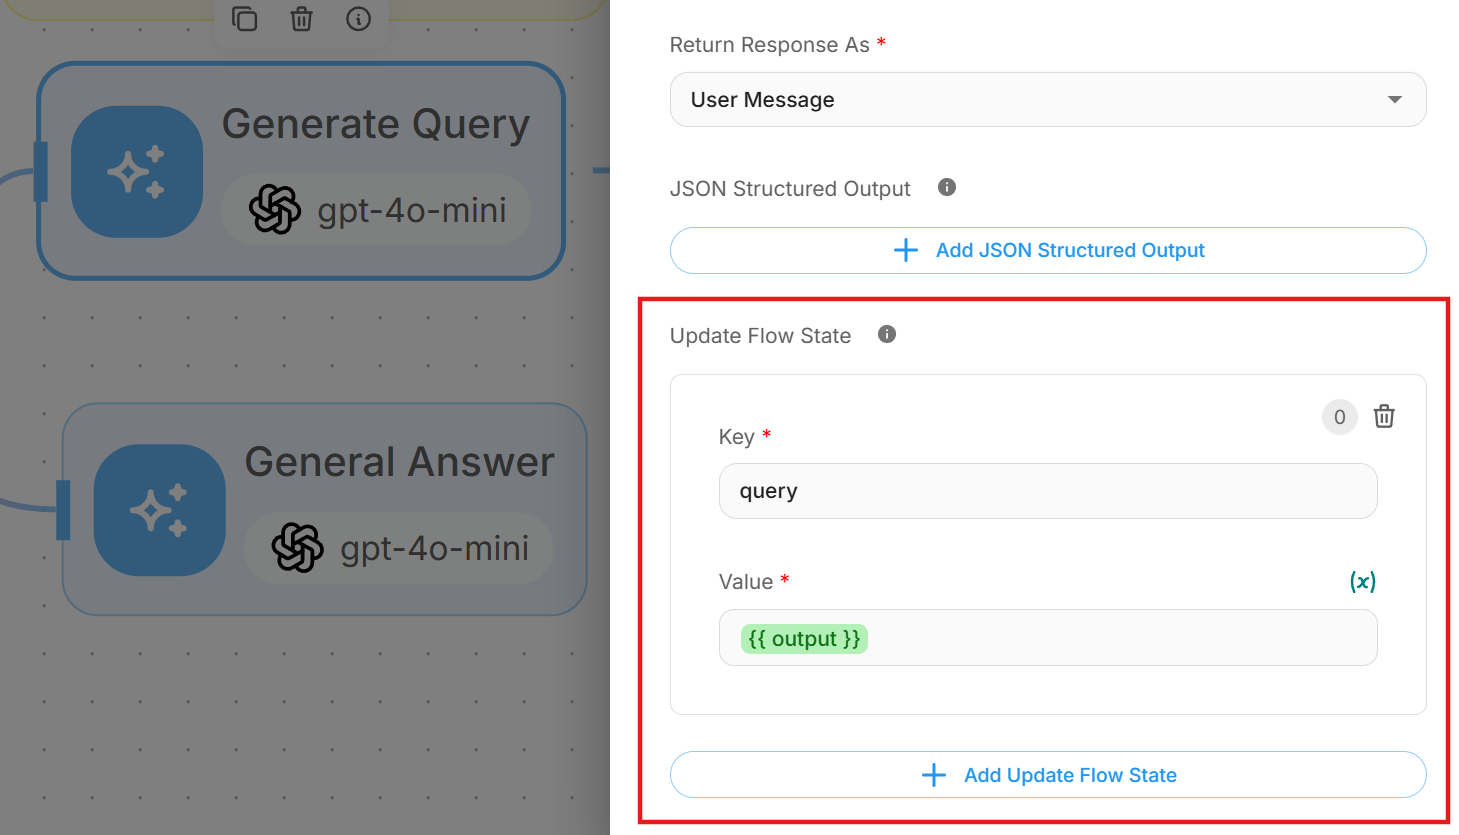 Generate Query
gpt-4o-mini
General Answer
gpt-4o-mini
Return Response As *
User Message
JSON Structured Output
Add JSON Structured Output
Update Flow State
0
Key *
query
Value *
(x)
{{ output }}
Add Update Flow State